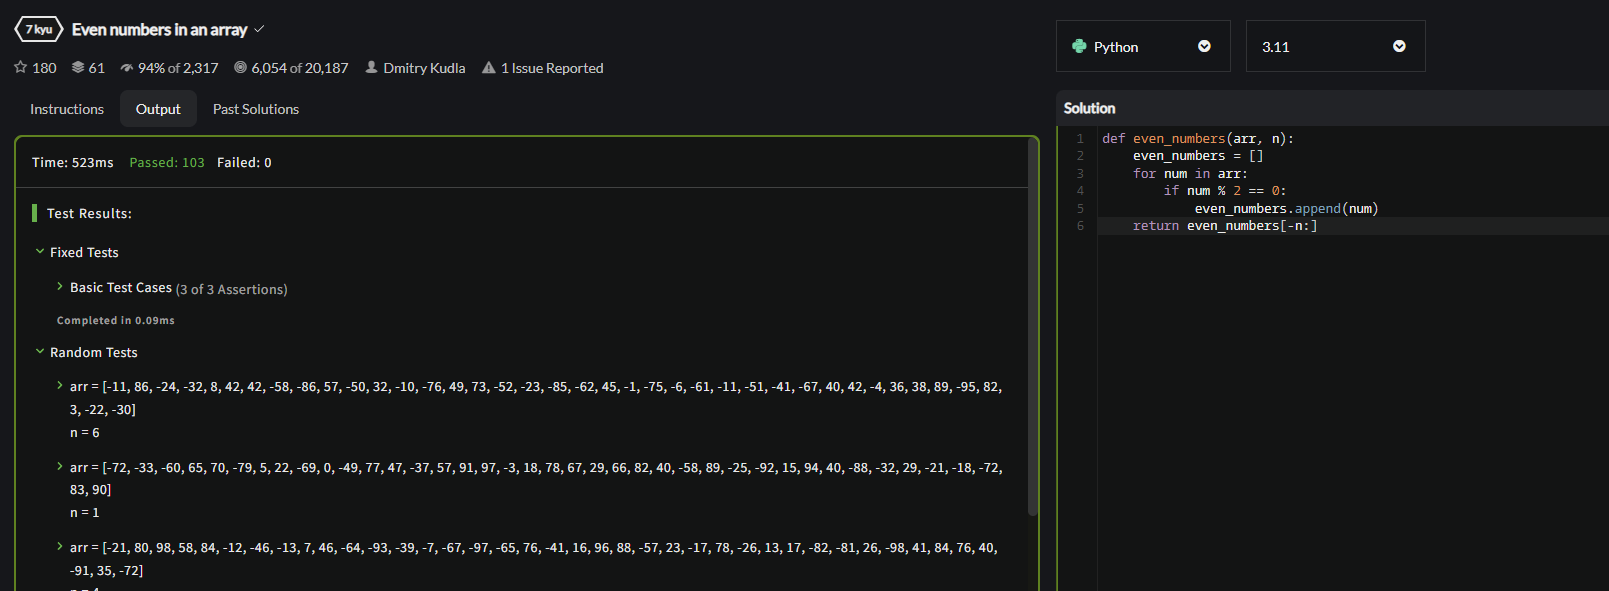 7 kyu Even numbers in an array
180 61 94% of 2,317 6,054 of 20,187 Dmitry Kudla 1 Issue Reported
Instructions Output Past Solutions
Time: 523ms Passed: 103 Failed: 0
Test Results:
Fixed Tests
Basic Test Cases (3 of 3 Assertions)
Completed in 0.09ms
Random Tests
arr = [-11, 86, -24, -32, 8, 42, 42, -58, -86, 57, -50, 32, -10, -76, 49, 73, -52, -23, -85, -62, 45, -1, -75, -6, -61, -11, -51, -41, -67, 40, 42, -4, 36, 38, 89, -95, 82,
3, -22, -30]
n = 6
arr = [-72, -33, -60, 65, 70, -79, 5, 22, -69, 0, -49, 77, 47, -37, 57, 91, 97, -3, 18, 78, 67, 29, 66, 82, 40, -58, 89, -25, -92, 15, 94, 40, -88, -32, 29, -21, -18, -72,
83, 90]
n = 1
arr = [-21, 80, 98, 58, 84, -12, -46, -13, 7, 46, -64, -93, -39, -7, -67, -97, -65, 76, -41, 16, 96, 88, -57, 23, -17, 78, -26, 13, 17, -82, -81, 26, -98, 41, 84, 76, 40,
-91, 35, -72]
Python 3.11
Solution
1 def even_numbers(arr, n):
2 even_numbers = []
3 for num in arr:
4 if num % 2 == 0:
5 even_numbers.append(num)
6 return even_numbers[-n:]